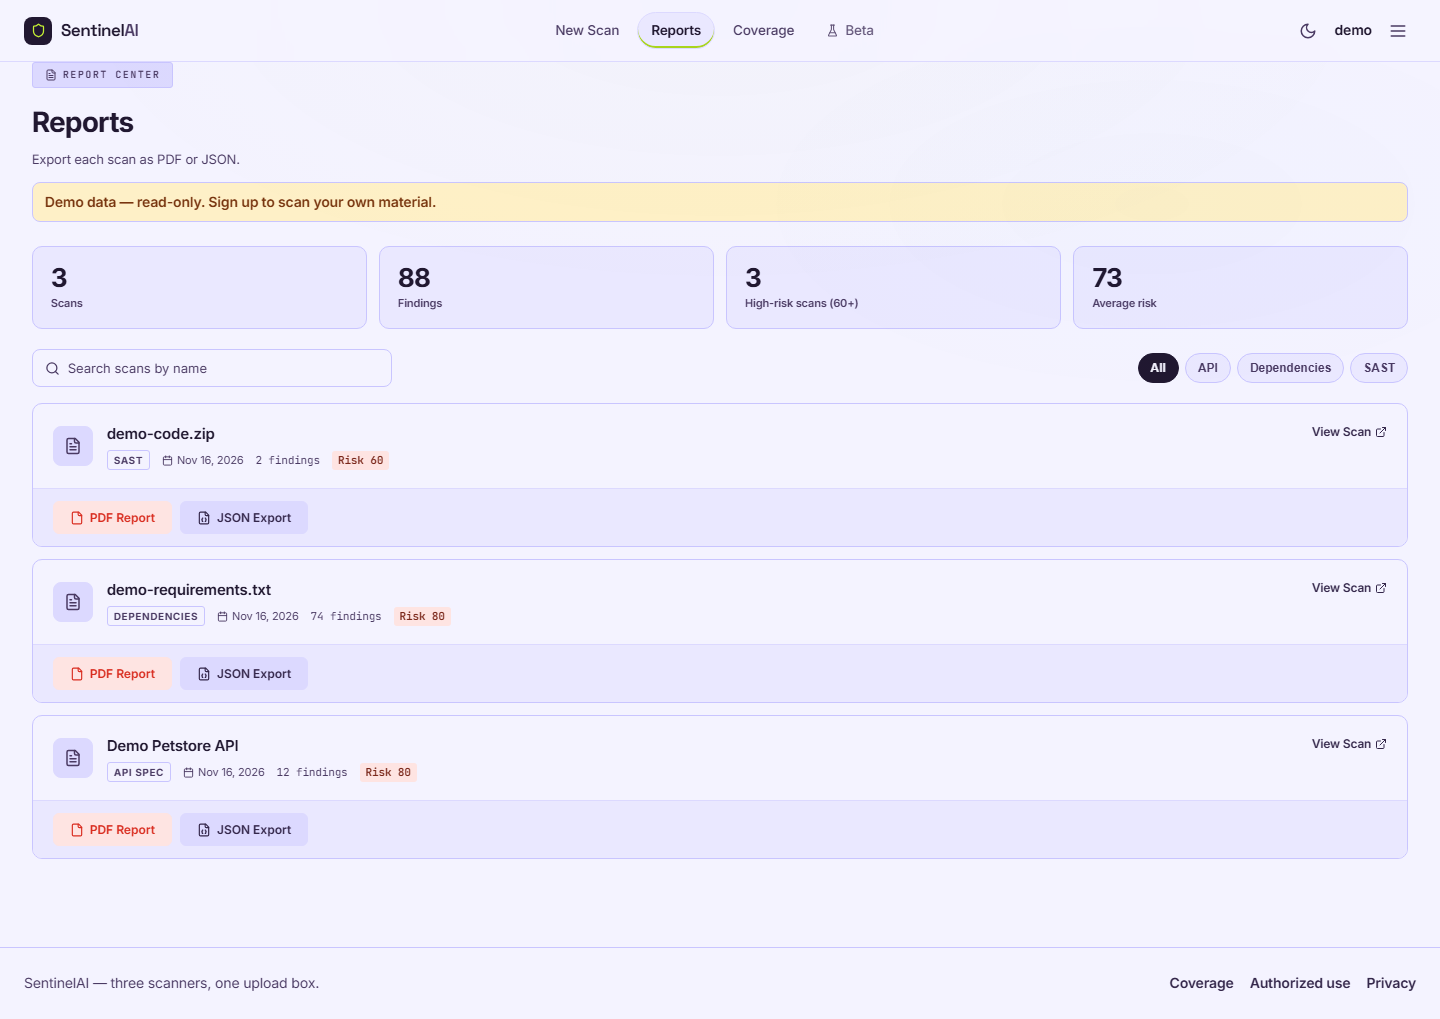 SentinelAI
New Scan
Reports
Coverage
Beta
demo
REPORT CENTER
Reports
Export each scan as PDF or JSON.
Demo data — read-only. Sign up to scan your own material.
3
Scans
88
Findings
3
High-risk scans (60+)
73
Average risk
Search scans by name
All
API
Dependencies
SAST
demo-code.zip
View Scan
SAST Nov 16, 2026 2 findings Risk 60
PDF Report
JSON Export
demo-requirements.txt
View Scan
DEPENDENCIES Nov 16, 2026 74 findings Risk 80
PDF Report
JSON Export
Demo Petstore API
View Scan
API SPEC Nov 16, 2026 12 findings Risk 80
PDF Report
JSON Export
SentinelAI — three scanners, one upload box.
Coverage
Authorized use
Privacy